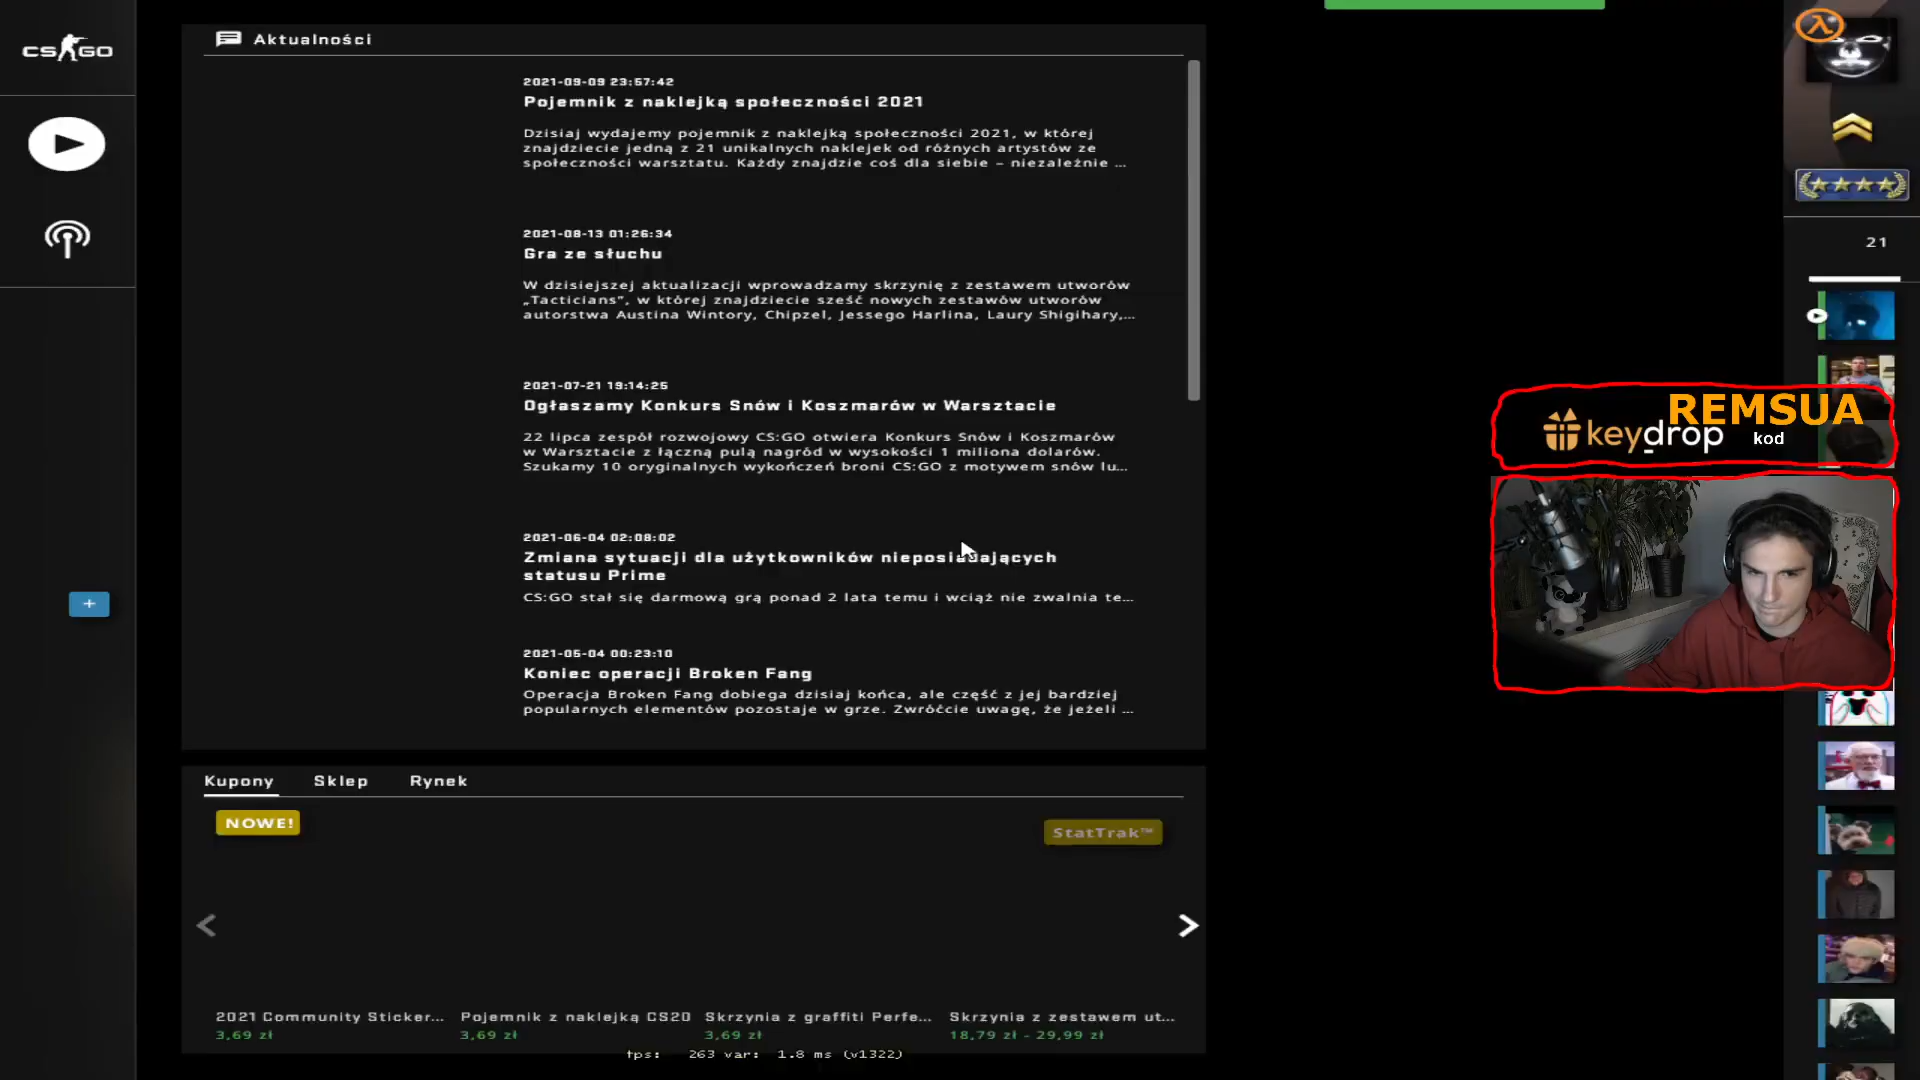 CS GO
Aktualności
2021-09-09 23:57:42
Pojemnik z naklejką społeczności 2021
Dzisiaj wydajemy pojemnik z naklejką społeczności 2021, w której
znajdziecie jedną z 21 unikalnych naklejek od różnych artystów ze
społeczności warsztatu. Każdy znajdzie coś dla siebie – niezależnie ...
2021-08-13 01:26:34
Gra ze słuchu
W dzisiejszej aktualizacji wprowadzamy skrzynię z zestawem utworów
„Tacticians”, w której znajdziecie sześć nowych zestawów utworów
autorstwa Austina Wintory, Chipzel, Jessego Harlina, Laury Shigihary,...
2021-07-21 19:14:25
Ogłaszamy Konkurs Snów i Koszmarów w Warsztacie
22 lipca zespół rozwojowy CS:GO otwiera Konkurs Snów i Koszmarów
w Warsztacie z łączną pulą nagród w wysokości 1 miliona dolarów.
Szukamy 10 oryginalnych wykończeń broni CS:GO z motywem snów lu...
2021-06-04 02:08:02
Zmiana sytuacji dla użytkowników nieposiadających
statusu Prime
CS:GO stał się darmową grą ponad 2 lata temu i wciąż nie zwalnia te...
2021-05-04 00:23:10
Koniec operacji Broken Fang
Operacja Broken Fang dobiega dzisiaj końca, ale część z jej bardziej
popularnych elementów pozostaje w grze. Zwróćcie uwagę, że jeżeli ...
Kupony Sklep Rynek
NOWE!
StatTrak™
2021 Community Sticker... Pojemnik z naklejką CS20 Skrzynia z graffiti Perfe... Skrzynia z zestawem ut...
3,69 zł 3,69 zł 3,69 zł 18,79 zł - 29,99 zł
fps: 263 var: 1.8 ms (v1322)
21
REMSUA
keydrop kod